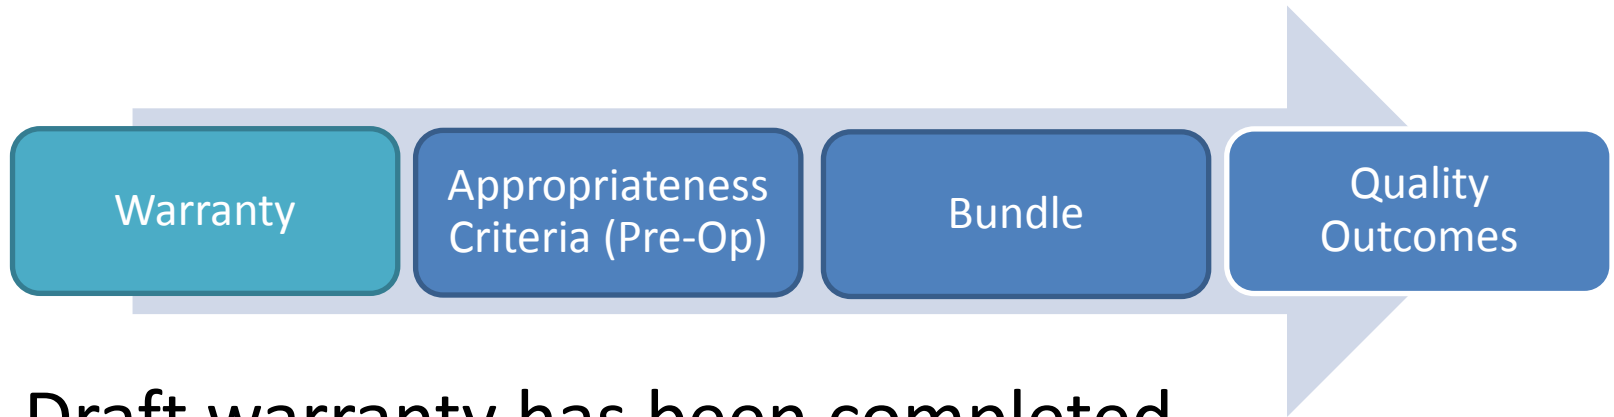 Warranty
Appropriateness
Criteria (Pre-Op)
Bundle
Quality
Outcomes
Draft warranty has been completed